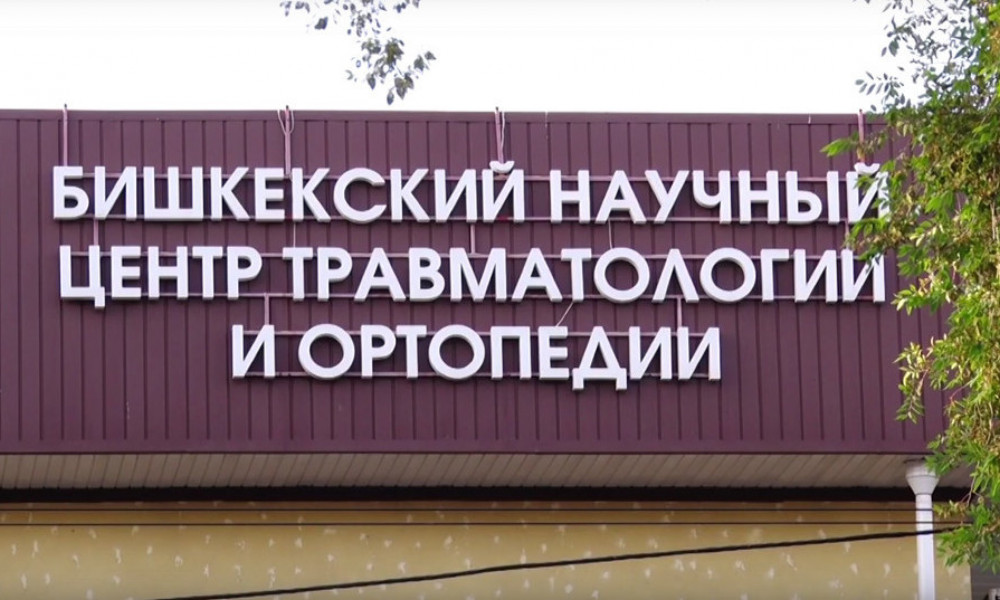 БИШКЕКСКИЙ НАУЧНЫЙ
ЦЕНТР ТРАВМАТОЛОГИИ
И ОРТОПЕДИИ